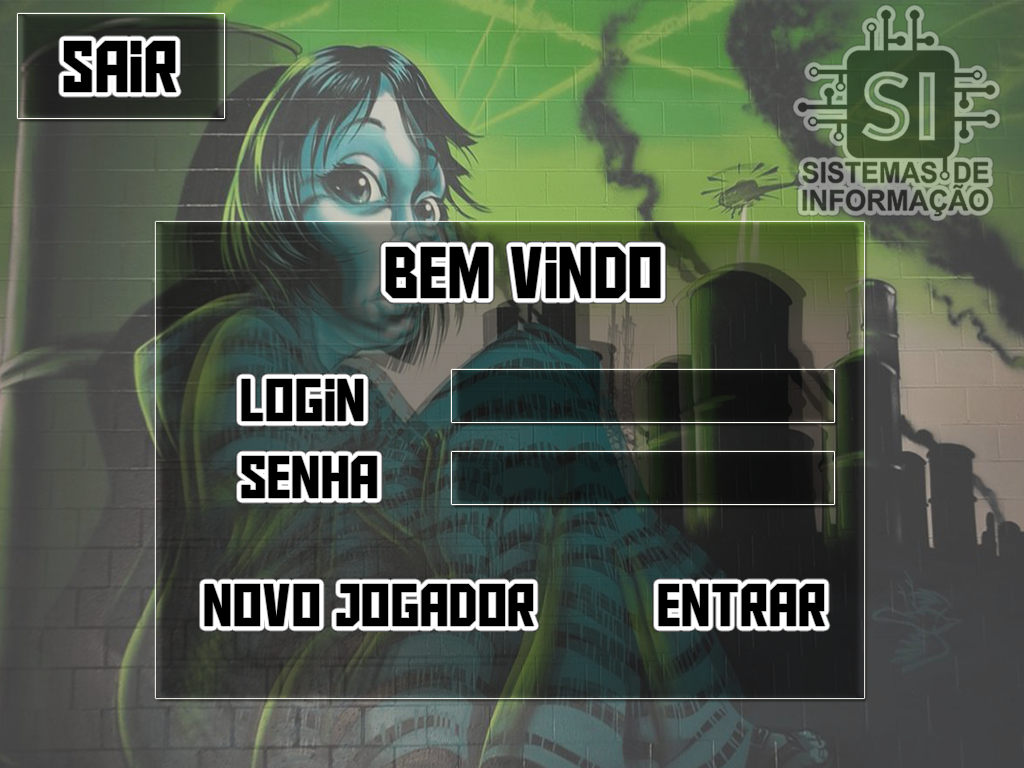 SAIR
SI
SISTEMAS DE
INFORMAÇÃO
BEM VINDO
LOGIN
SENHA
NOVO JOGADOR
ENTRAR